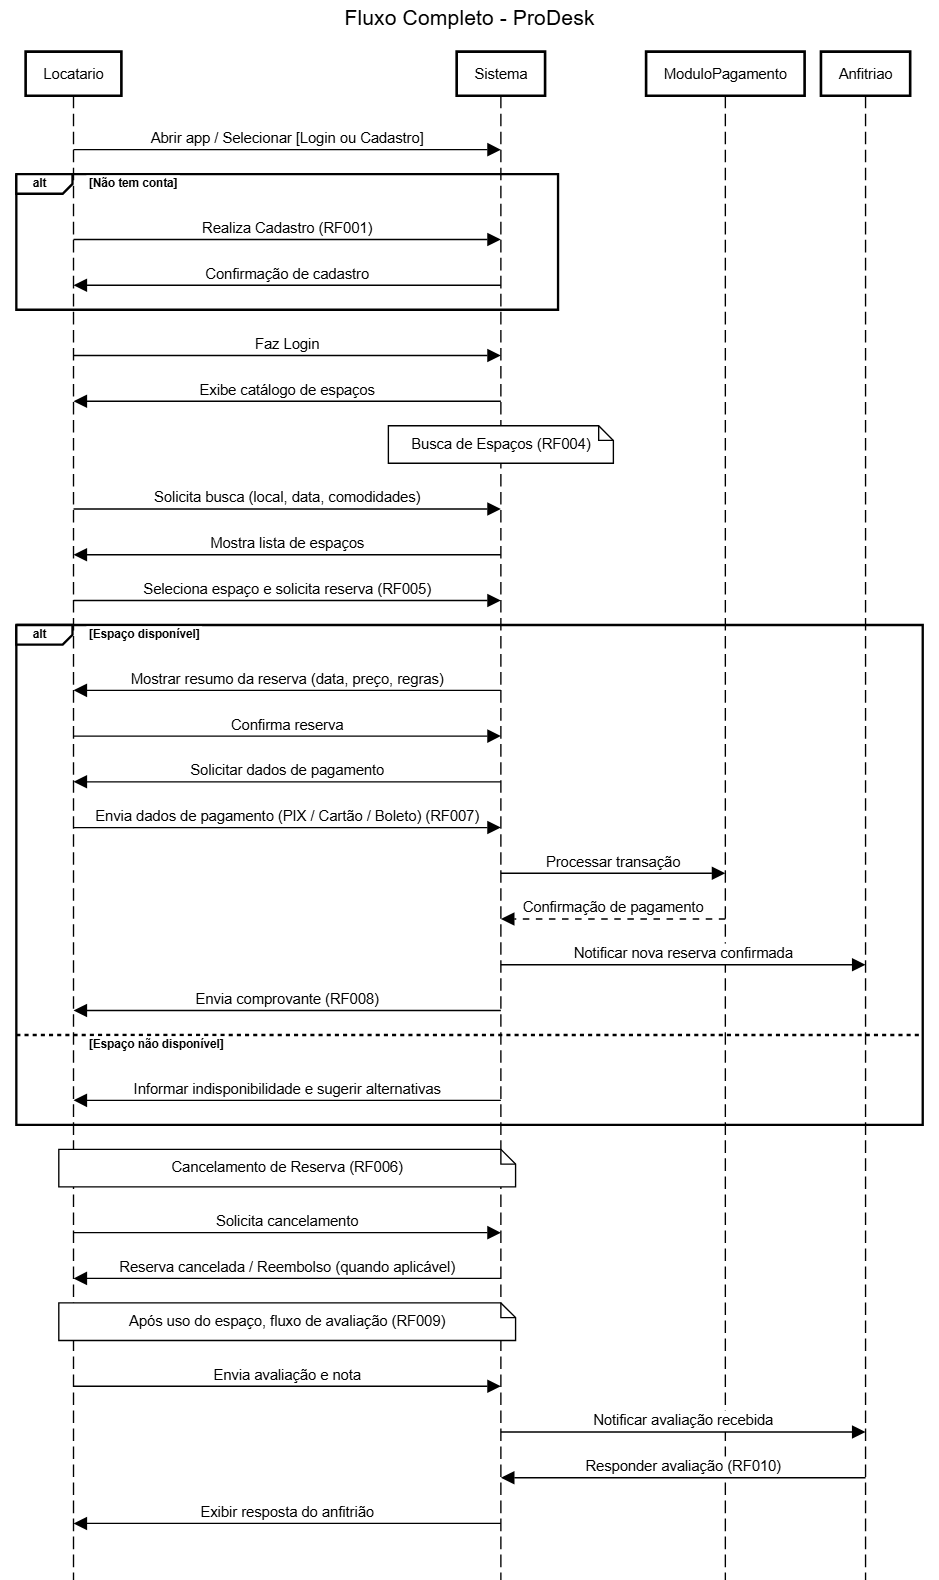 Fluxo Completo - ProDesk
Locatario
Sistema
ModuloPagamento
Anfitriao
Abrir app / Selecionar [Login ou Cadastro]
alt
[Não tem conta]
Realiza Cadastro (RF001)
Confirmação de cadastro
Faz Login
Exibe catálogo de espaços
Busca de Espaços (RF004)
Solicita busca (local, data, comodidades)
Mostra lista de espaços
Seleciona espaço e solicita reserva (RF005)
alt
[Espaço disponível]
Mostrar resumo da reserva (data, preço, regras)
Confirma reserva
Solicitar dados de pagamento
Envia dados de pagamento (PIX / Cartão / Boleto) (RF007)
Processar transação
Confirmação de pagamento
Notificar nova reserva confirmada
Envia comprovante (RF008)
[Espaço não disponível]
Informar indisponibilidade e sugerir alternativas
Cancelamento de Reserva (RF006)
Solicita cancelamento
Reserva cancelada / Reembolso (quando aplicável)
Após uso do espaço, fluxo de avaliação (RF009)
Envia avaliação e nota
Notificar avaliação recebida
Responder avaliação (RF010)
Exibir resposta do anfitrião